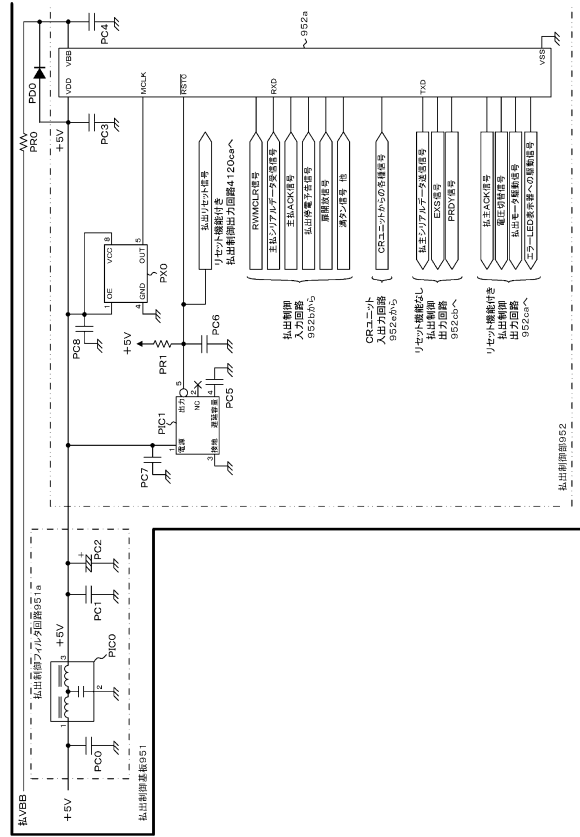 払VBB
+5V
払出制御フィルタ回路951a
PC0
1
3
2
PIC0
+5V
PC1
+
PC2
払出制御基板951
PR0
PD0
+5V
PC3
PC4
VDD
VBB
952a
MCLK
RSTC
PC8
1
OE
VCC
8
4
GND
OUT
5
PX0
+5V
PR1
PC6
PIC1
PC7
1
電源
出力
5
NC
2
3
接地
遅延容量
4
PC5
払出リセット信号
リセット機能付き
払出制御出力回路4120caへ
RXD
RWMCLR信号
主払シリアルデータ受信信号
主払ACK信号
払出停電予告信号
扉開放信号
満タン信号 他
払出制御
入力回路
952bから
CRユニットからの各種信号
CRユニット
入出力回路
952eから
TXD
払主シリアルデータ送信信号
EXS信号
PRDY信号
リセット機能なし
払出制御
出力回路
952cbへ
払主ACK信号
電圧切替信号
払出モータ駆動信号
エラーLED表示器への駆動信号
リセット機能付き
払出制御
出力回路
952caへ
VSS
払出制御部952